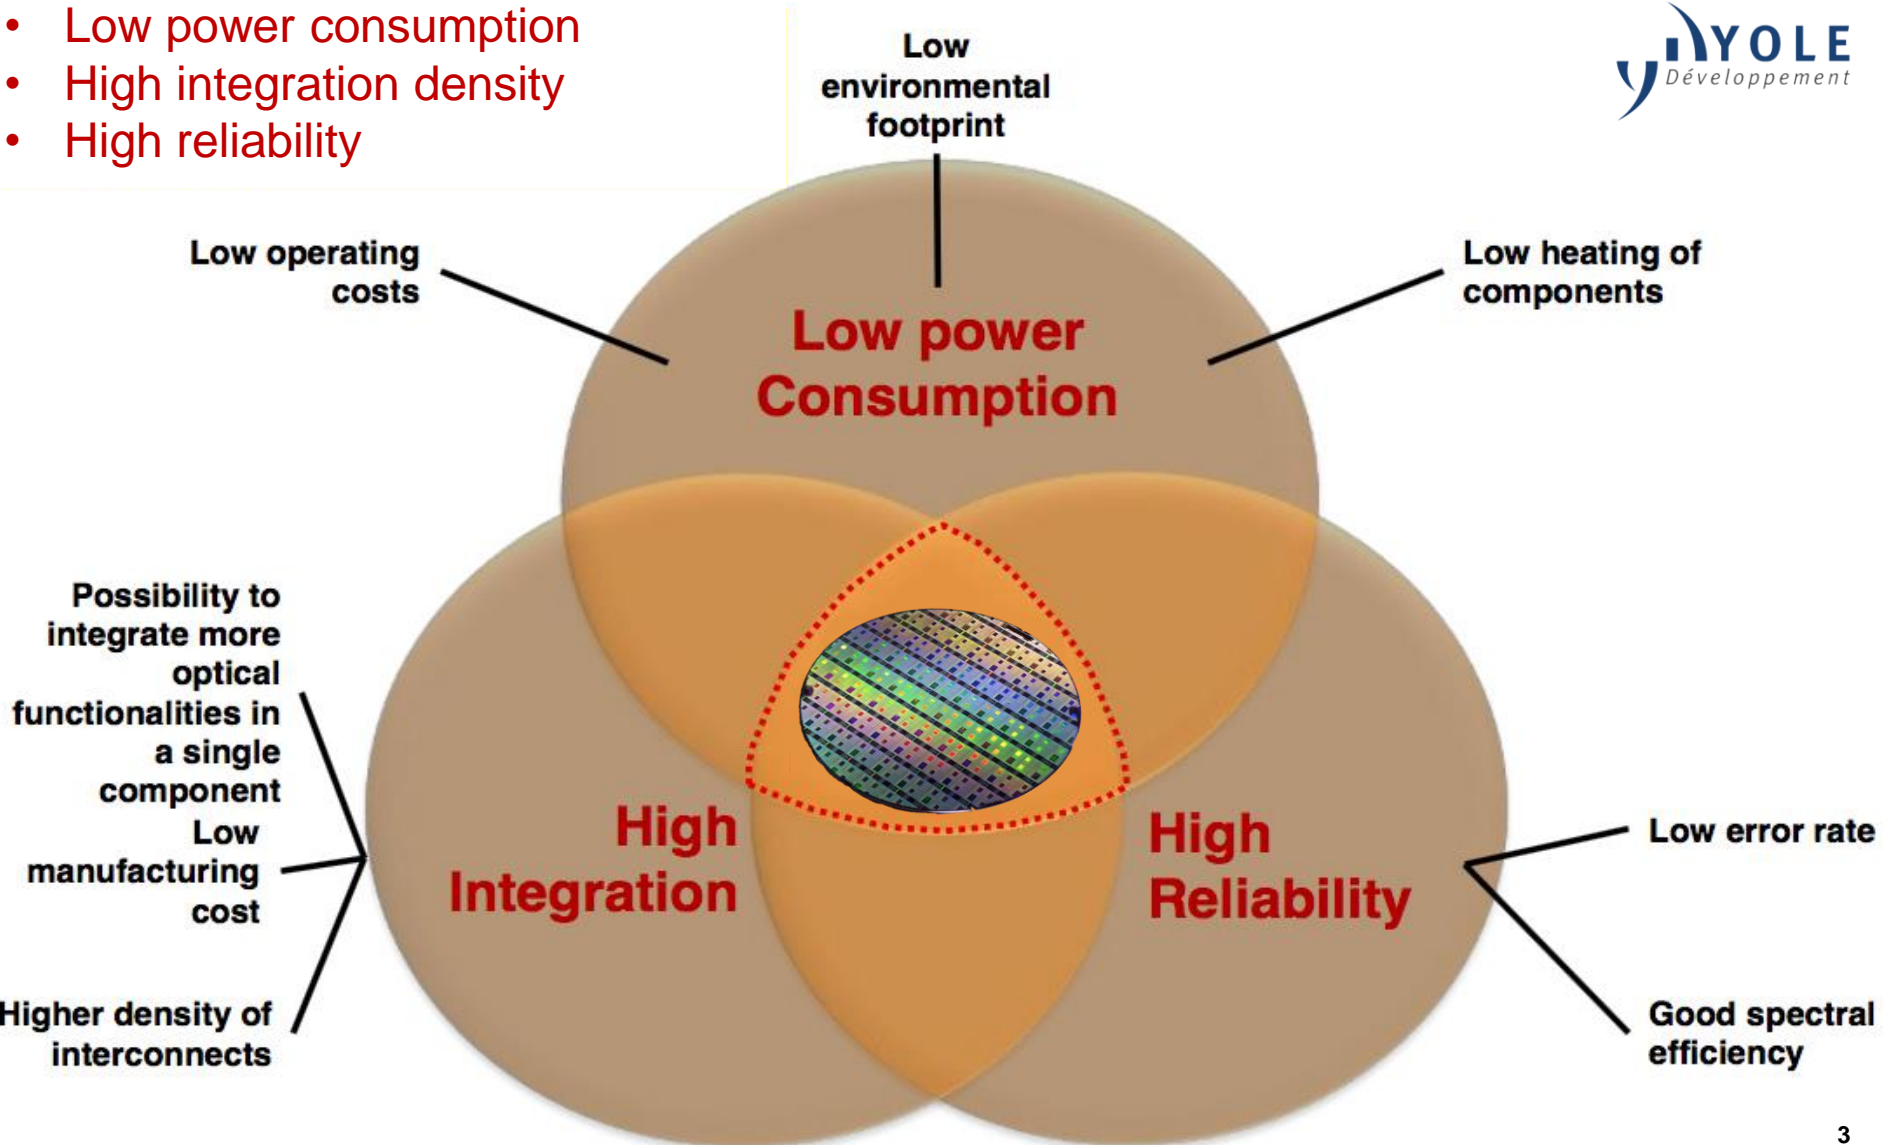 • Low power consumption
• High integration density
• High reliability
YOLE
Développement
Low
environmental
footprint
Low operating
costs
Low heating of
components
Low power
Consumption
Possibility to
integrate more
optical
functionalities in
a single
component
Low
manufacturing
cost
Higher density of
interconnects
High
Integration
High
Reliability
Low error rate
Good spectral
efficiency
3